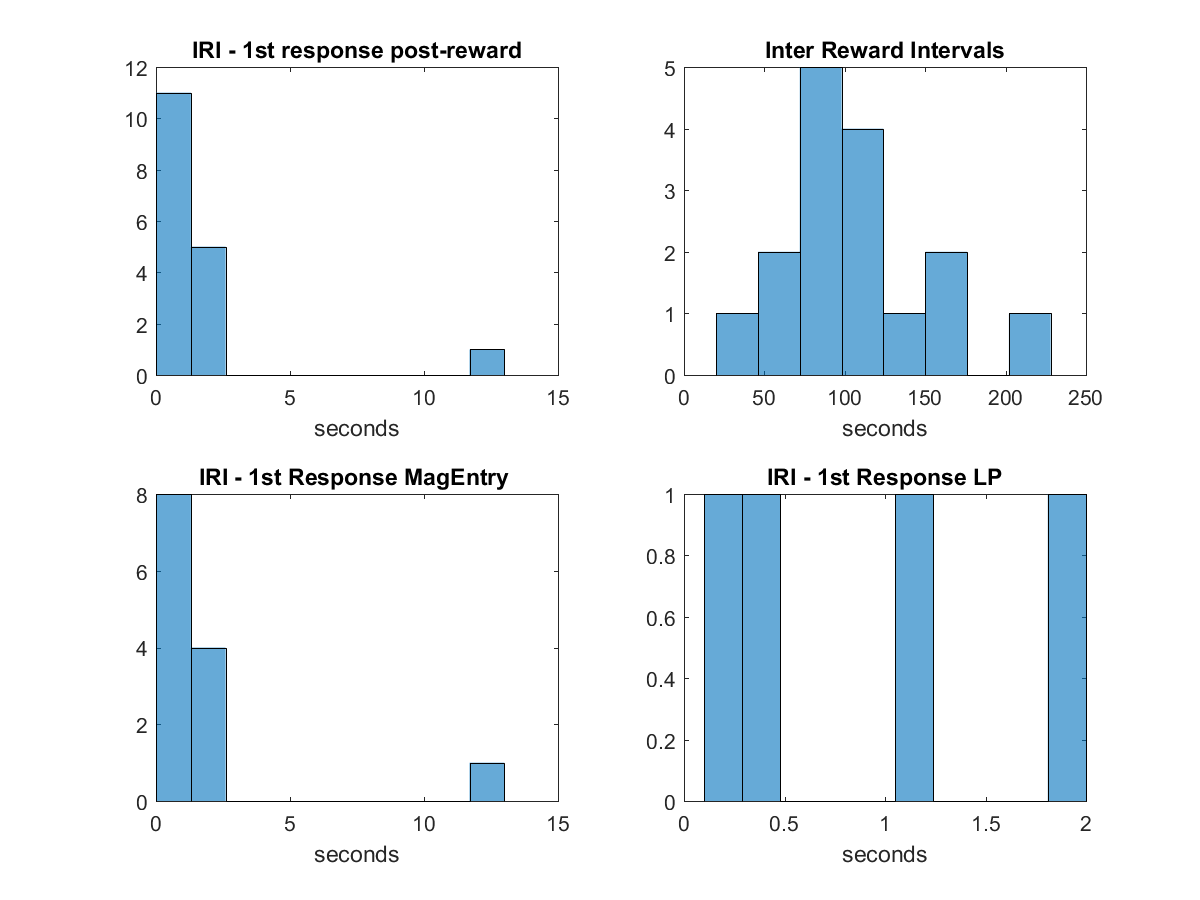 IRI - 1st response post-reward
12
10
8
6
4
2
0
0 5 10 15
seconds
Inter Reward Intervals
5
4
3
2
1
0
0 50 100 150 200 250
seconds
IRI - 1st Response MagEntry
8
6
4
2
0
0 5 10 15
seconds
IRI - 1st Response LP
1
0.8
0.6
0.4
0.2
0
0 0.5 1 1.5 2
seconds